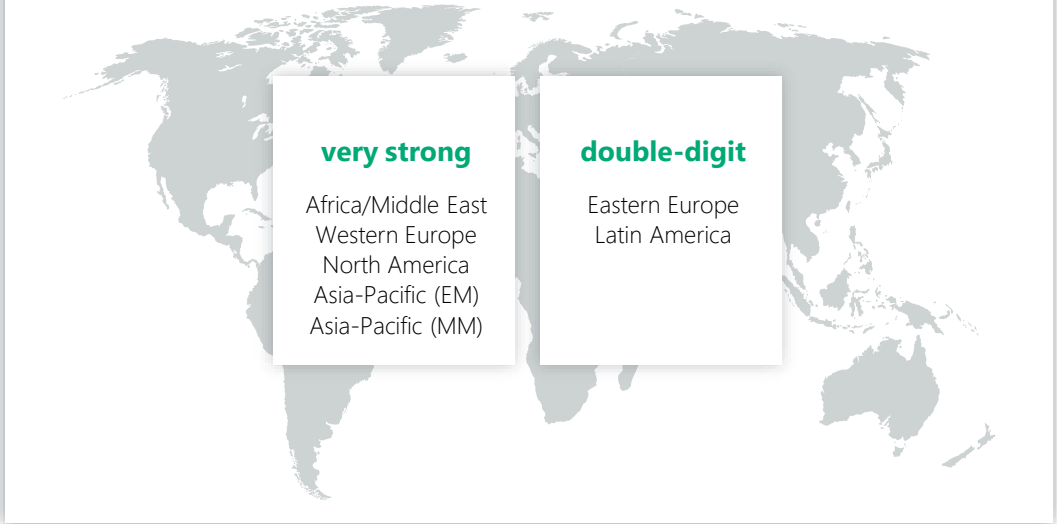 very strong
Africa/Middle East
Western Europe
North America
Asia-Pacific (EM)
Asia-Pacific (MM)
double-digit
Eastern Europe
Latin America